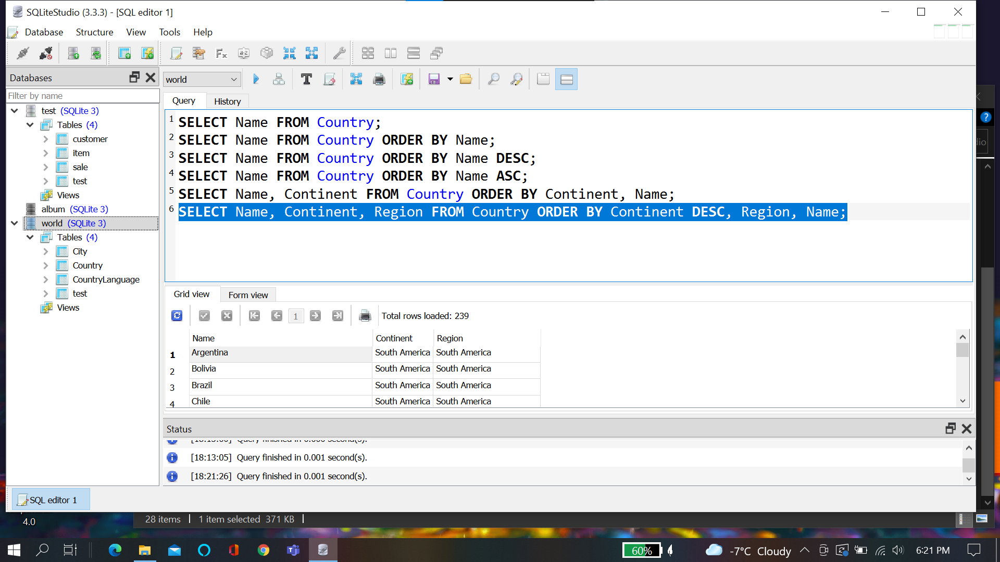 SQLiteStudio (3.3.3) - [SQL editor 1]
Database Structure View Tools Help
Databases
world
Filter by name
Query History
test (SQLite 3)
Tables (4)
customer
item
sale
test
Views
album (SQLite 3)
world (SQLite 3)
Tables (4)
City
Country
CountryLanguage
test
Views
1 SELECT Name FROM Country;
2 SELECT Name FROM Country ORDER BY Name;
3 SELECT Name FROM Country ORDER BY Name DESC;
4 SELECT Name FROM Country ORDER BY Name ASC;
5 SELECT Name, Continent FROM Country ORDER BY Continent, Name;
6 SELECT Name, Continent, Region FROM Country ORDER BY Continent DESC, Region, Name;
Grid view Form view
1 Total rows loaded: 239
Name Continent Region
1 Argentina South America South America
2 Bolivia South America South America
3 Brazil South America South America
4 Chile South America South America
Status
Query finished in 0.000 second(s).
[18:13:05] Query finished in 0.001 second(s).
[18:21:26] Query finished in 0.001 second(s).
SQL editor 1
4.0
28 items 1 item selected 371 KB
60% -7°C Cloudy 6:21 PM